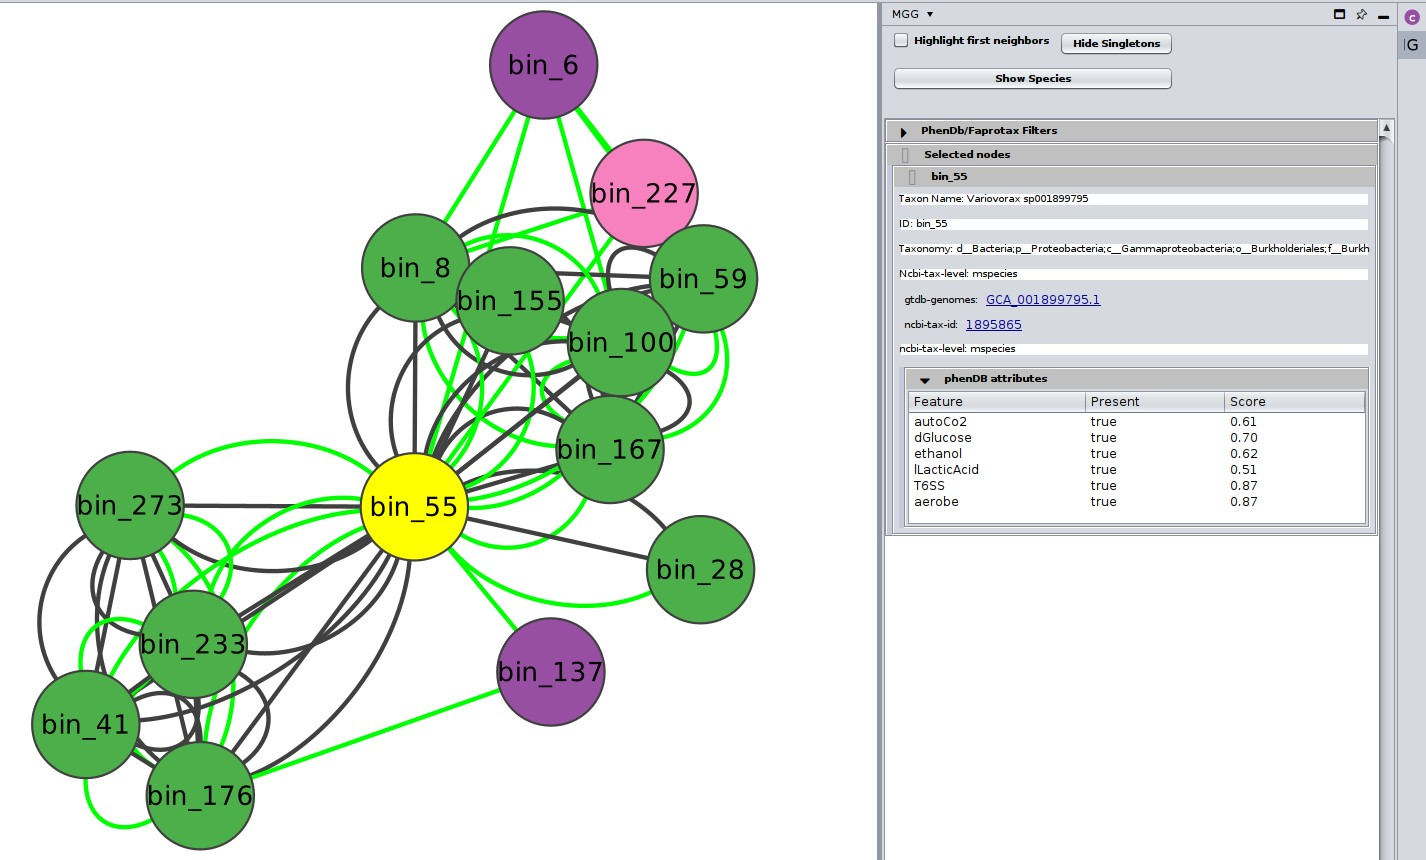 bin_6
bin_227
bin_8
bin_59
bin_155
bin_100
bin_167
bin_273
bin_55
bin_28
bin_233
bin_137
bin_41
bin_176
MGG
Highlight first neighbors
Hide Singletons
Show Species
PhenDb/Faprotax Filters
Selected nodes
bin_55
Taxon Name: Variovorax sp001899795
ID: bin_55
Taxonomy: d__Bacteria;p__Proteobacteria;c__Gammaproteobacteria;o__Burkholderiales;f__Burkh
Ncbi-tax-level: mspecies
gtdb-genomes: GCA_001899795.1
ncbi-tax-id: 1895865
ncbi-tax-level: mspecies
phenDB attributes
Feature Present Score
autoCo2 true 0.61
dGlucose true 0.70
ethanol true 0.62
lLacticAcid true 0.51
T6SS true 0.87
aerobe true 0.87
C
G